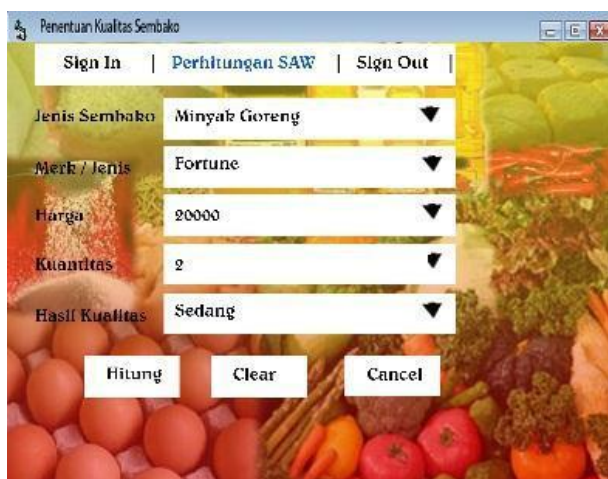 Penentuan Kualitas Sembako
Sign In | Perhitungan SAW | Sign Out |
Jenis Sembako Minyak Goreng
Merk / Jenis Fortune
Harga 20000
Kuantitas 2
Hasil Kualitas Sedang
Hitung Clear Cancel